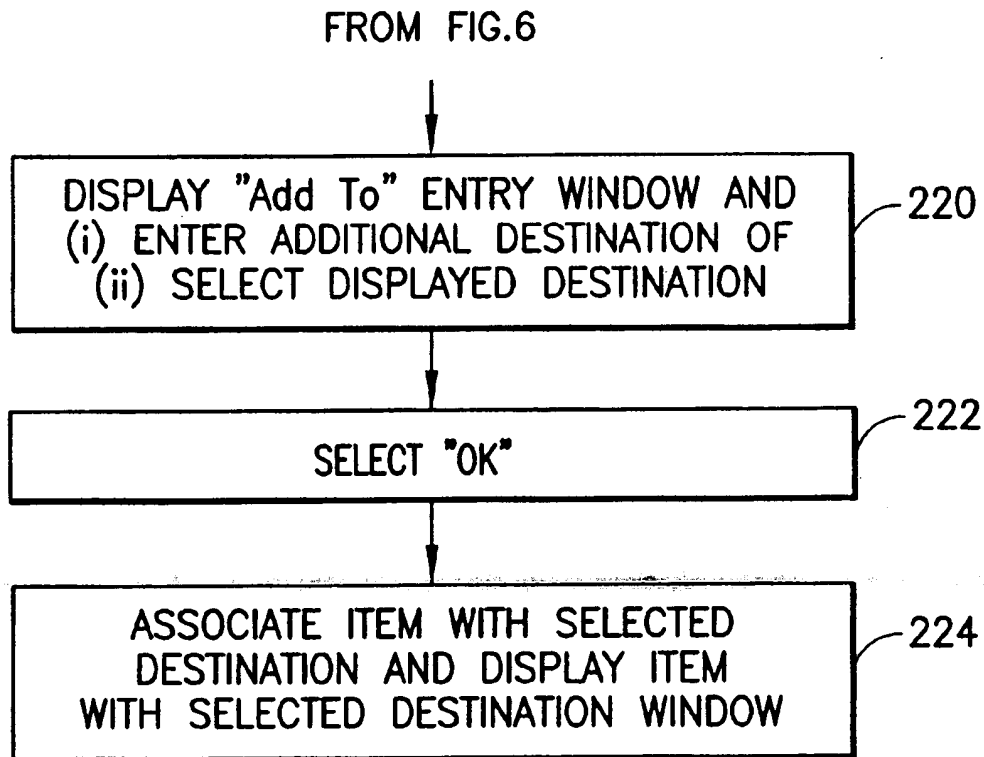 FROM FIG.6
DISPLAY "Add To" ENTRY WINDOW AND
(i) ENTER ADDITIONAL DESTINATION OF
(ii) SELECT DISPLAYED DESTINATION
220
SELECT "OK"
222
ASSOCIATE ITEM WITH SELECTED
DESTINATION AND DISPLAY ITEM
WITH SELECTED DESTINATION WINDOW
224